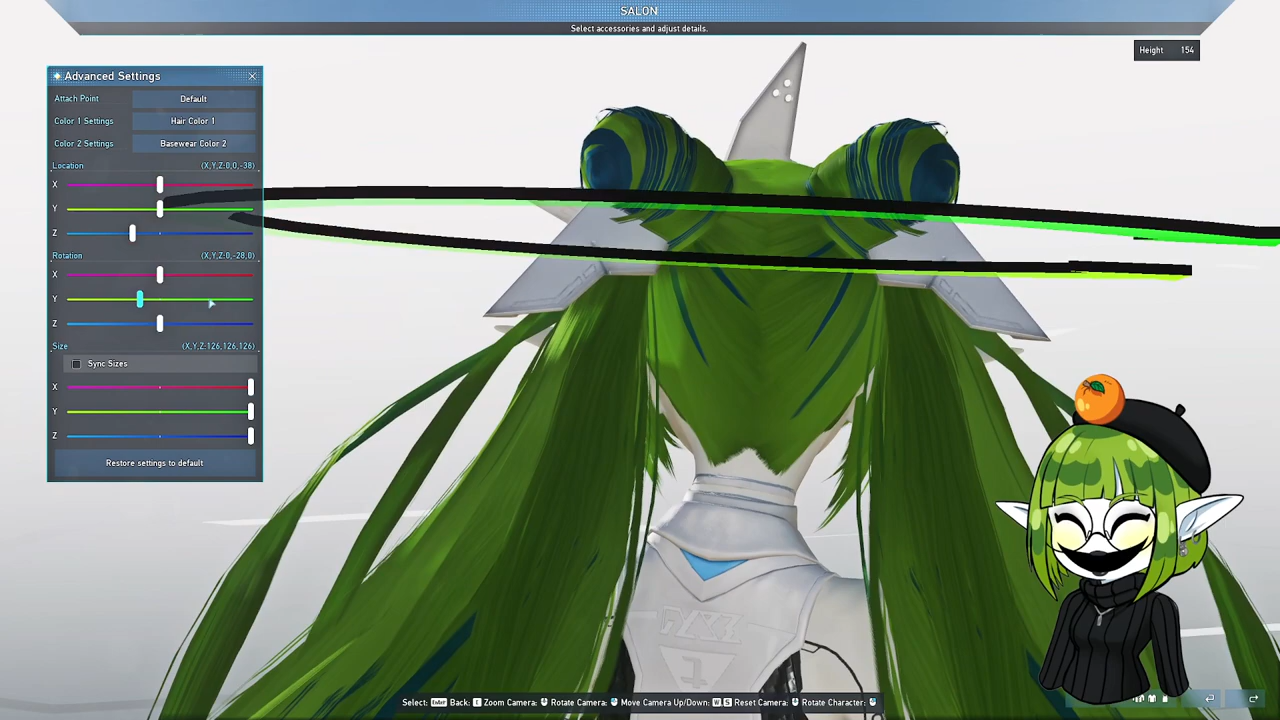 SALON
Select accessories and adjust details.
Height 154
Advanced Settings
Attach Point Default
Color 1 Settings Hair Color 1
Color 2 Settings Basewear Color 2
Location (X,Y,Z:0,0,-38)
X
Y
Z
Rotation (X,Y,Z:0,-28,0)
X
Y
Z
Size (X,Y,Z:126,126,126)
Sync Sizes
X
Y
Z
Restore settings to default
Select: Enter Back: E Zoom Camera: Rotate Camera: Move Camera Up/Down: W,S Reset Camera: Rotate Character: